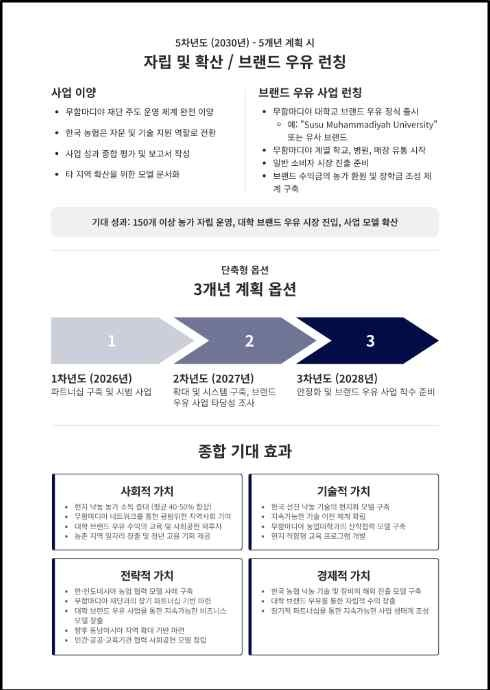 5차년도 (2030년) - 5개년 계획 시
자립 및 확산 / 브랜드 우유 런칭
사업 이양
• 무함마디야 재단 주도 운영 체계 완전 이양
• 한국 농협은 자문 및 기술 지원 역할로 전환
• 사업 성과 종합 평가 및 보고서 작성
• 타 지역 확산을 위한 모델 문서화
브랜드 우유 사업 런칭
• 무함마디야 대학교 브랜드 우유 정식 출시
◦ 예: "Susu Muhammadiyah University"
또는 유사 브랜드
• 무함마디야 계열 학교, 병원, 매장 유통 시작
• 일반 소비자 시장 진출 준비
• 브랜드 수익금의 농가 환원 및 장학금 조성 체
계 구축
기대 성과: 150개 이상 농가 자립 운영, 대학 브랜드 우유 시장 진입, 사업 모델 확산
단축형 옵션
3개년 계획 옵션
1
2
3
1차년도 (2026년)
파트너십 구축 및 시범 사업
2차년도 (2027년)
확대 및 시스템 구축, 브랜드
우유 사업 타당성 조사
3차년도 (2028년)
안정화 및 브랜드 우유 사업 착수 준비
종합 기대 효과
사회적 가치
• 현지 낙농 농가 소득 증대 (평균 40-50% 향상)
• 무함마디야 네트워크를 통한 광범위한 지역사회 기여
• 대학 브랜드 우유 수익의 교육 및 사회공헌 재투자
• 농촌 지역 일자리 창출 및 청년 교육 기회 제공
기술적 가치
• 한국 선진 낙농 기술의 현지화 모델 구축
• 지속가능한 기술 이전 체계 확립
• 무함마디야 농업대학과의 산학협력 모델 구축
• 현지 적합형 교육 프로그램 개발
전략적 가치
• 한-인도네시아 농업 협력 모델 사례 구축
• 무함마디야 재단과의 장기 파트너십 기반 마련
• 대학 브랜드 우유 사업을 통한 지속가능한 비즈니스
모델 창출
• 향후 동남아시아 지역 확대 기반 마련
• 민간-공공-교육기관 협력 사회공헌 모델 정립
경제적 가치
• 한국 농협 낙농 기술 및 장비의 해외 진출 모델 구축
• 대학 브랜드 우유를 통한 자립적 수익 창출
• 장기적 파트너십을 통한 지속가능한 사업 생태계 조성